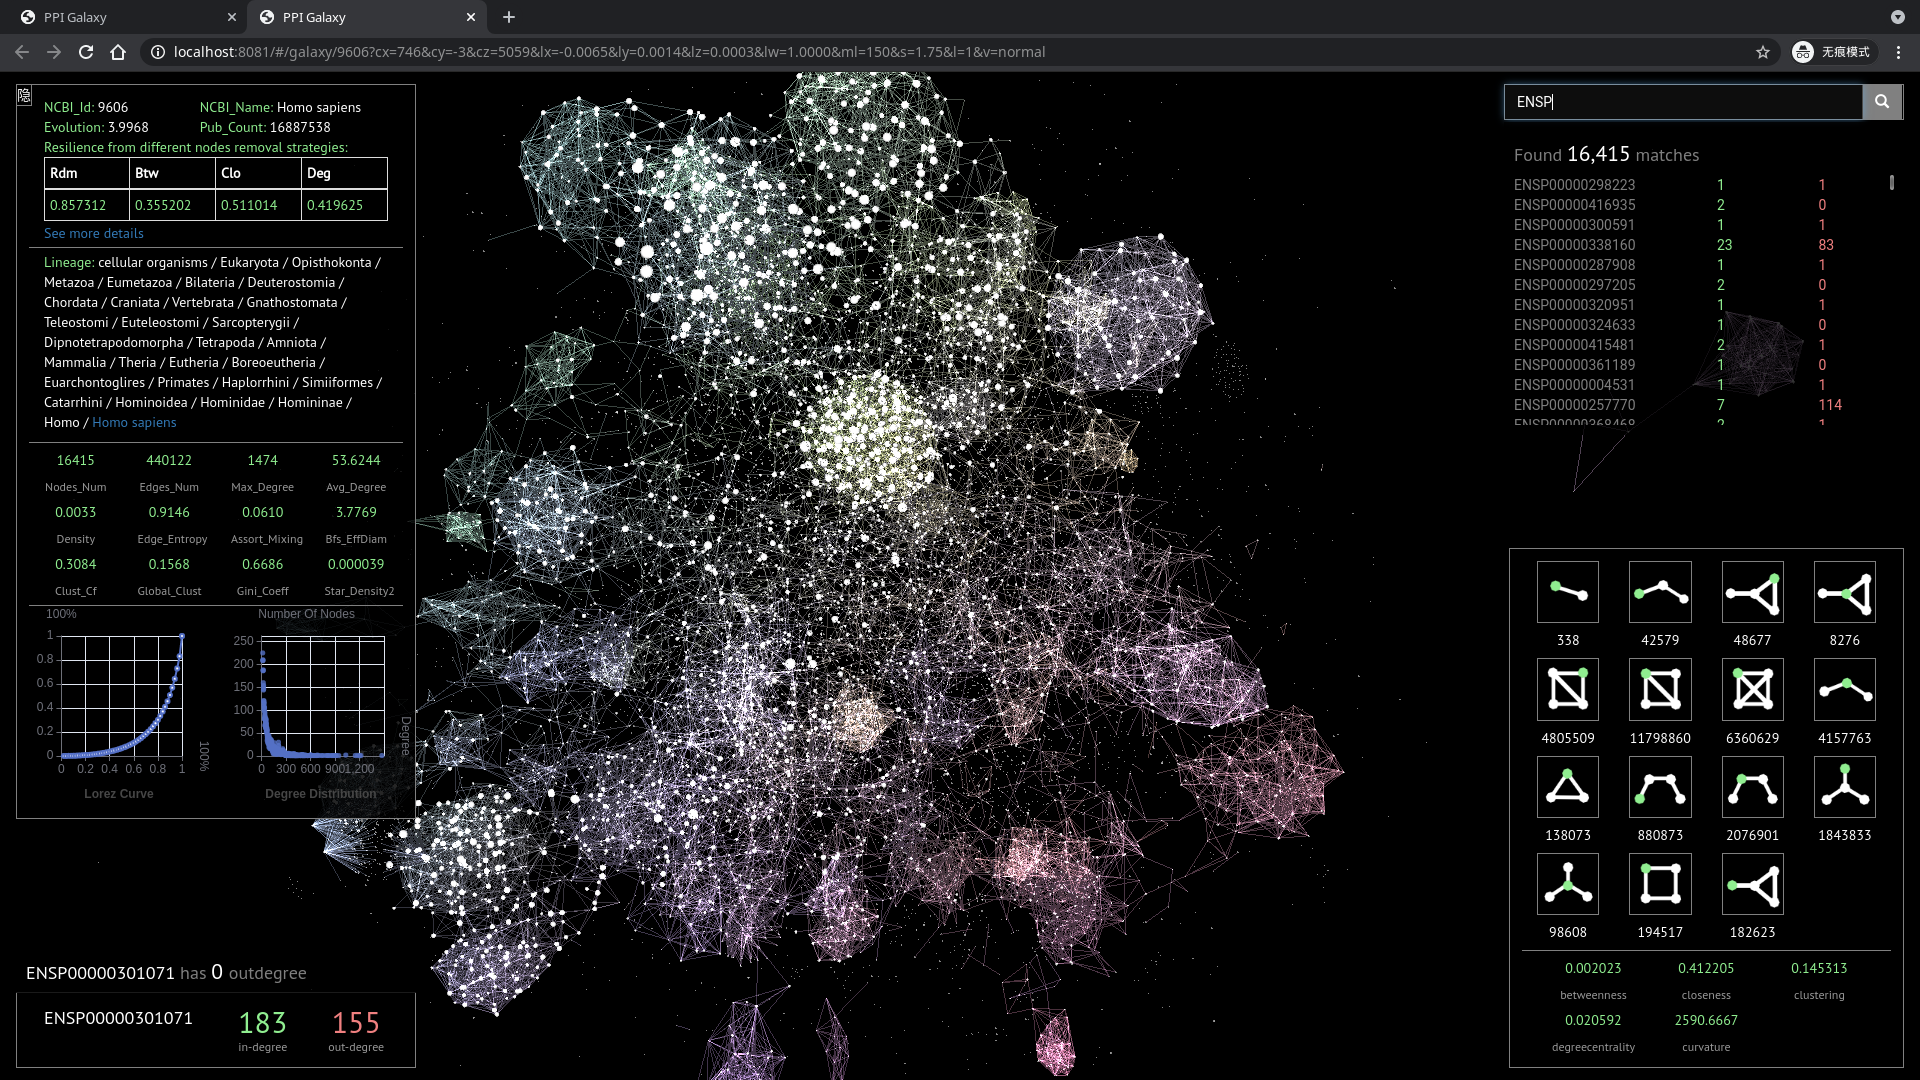 PPI Galaxy
PPI Galaxy
localhost:8081/#/galaxy/9606?cx=746&cy=-3&cz=5059&lx=-0.0065&ly=0.0014&lz=0.0003&lw=1.0000&ml=150&s=1.75&l=1&v=normal
无痕模式
隐
NCBI_Id: 9606 NCBI_Name: Homo sapiens
Evolution: 3.9968 Pub_Count: 16887538
Resilience from different nodes removal strategies:
Rdm Btw Clo Deg
0.857312 0.355202 0.511014 0.419625
See more details
Lineage: cellular organisms / Eukaryota / Opisthokonta /
Metazoa / Eumetazoa / Bilateria / Deuterostomia /
Chordata / Craniata / Vertebrata / Gnathostomata /
Teleostomi / Euteleostomi / Sarcopterygii /
Dipnotetrapodomorpha / Tetrapoda / Amniota /
Mammalia / Theria / Eutheria / Boreoeutheria /
Euarchontoglires / Primates / Haplorrhini / Simiiformes /
Catarrhini / Hominoidea / Hominidae / Homininae /
Homo / Homo sapiens
16415 440122 1474 53.6244
Nodes_Num Edges_Num Max_Degree Avg_Degree
0.0033 0.9146 0.0610 3.7769
Density Edge_Entropy Assort_Mixing Bfs_EffDiam
0.3084 0.1568 0.6686 0.000039
Clust_Cf Global_Clust Gini_Coeff Star_Density2
100%
1
0.8
0.6
0.4
0.2
0
0 0.2 0.4 0.6 0.8 1
100%
Lorez Curve
Number Of Nodes
250
200
150
100
50
0
0 300 600 900 1,200
Degree
Degree Distribution
ENSP00000301071 has 0 outdegree
ENSP00000301071 183 155
in-degree out-degree
ENSP
Found 16,415 matches
ENSP00000298223 1 1
ENSP00000416935 2 0
ENSP00000300591 1 1
ENSP00000338160 23 83
ENSP00000287908 1 1
ENSP00000297205 2 0
ENSP00000320951 1 1
ENSP00000324633 1 0
ENSP00000415481 2 1
ENSP00000361189 1 0
ENSP00000004531 1 1
ENSP00000257770 7 114
ENSP00000368468 2 1
338 42579 48677 8276
4805509 11798860 6360629 4157763
138073 880873 2076901 1843833
98608 194517 182623
0.002023 0.412205 0.145313
betweenness closeness clustering
0.020592 2590.6667
degreecentrality curvature